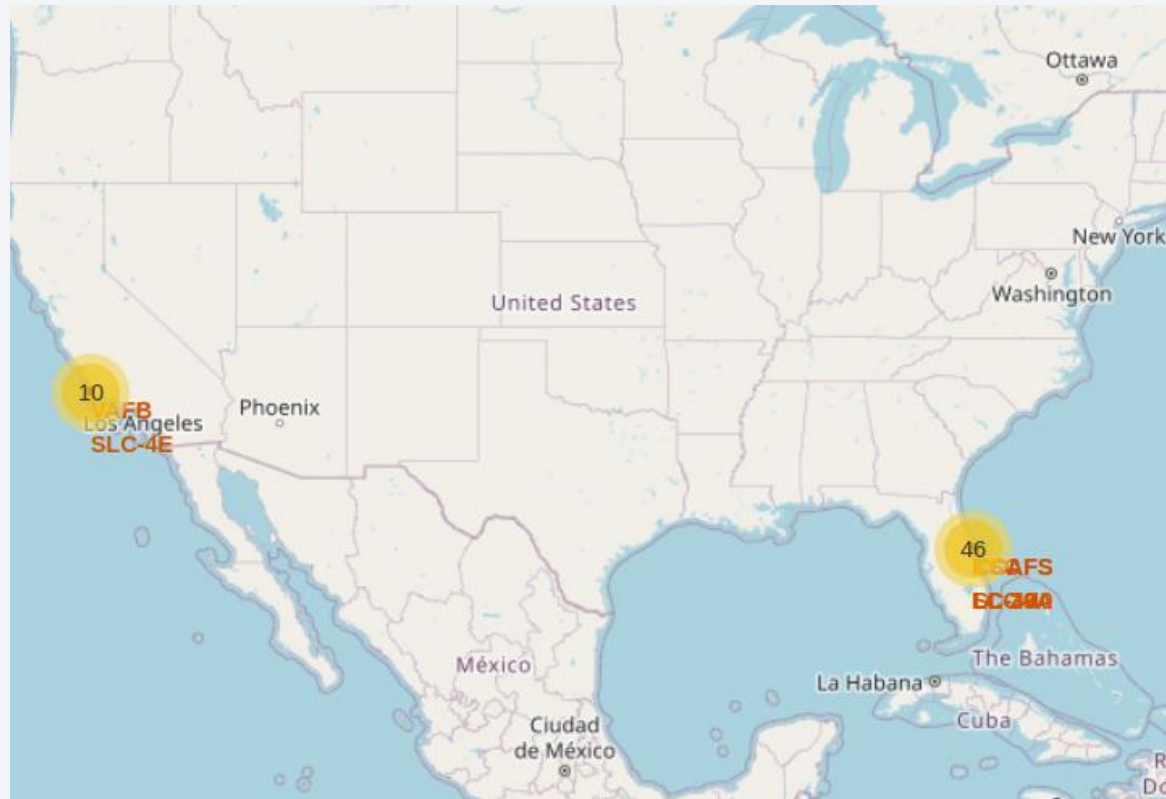 Ottawa
New York
Washington
United States
10
VAFB
Los Angeles
SLC-4E
Phoenix
46
AFS
México
The Bahamas
La Habana
Cuba
Ciudad
de México